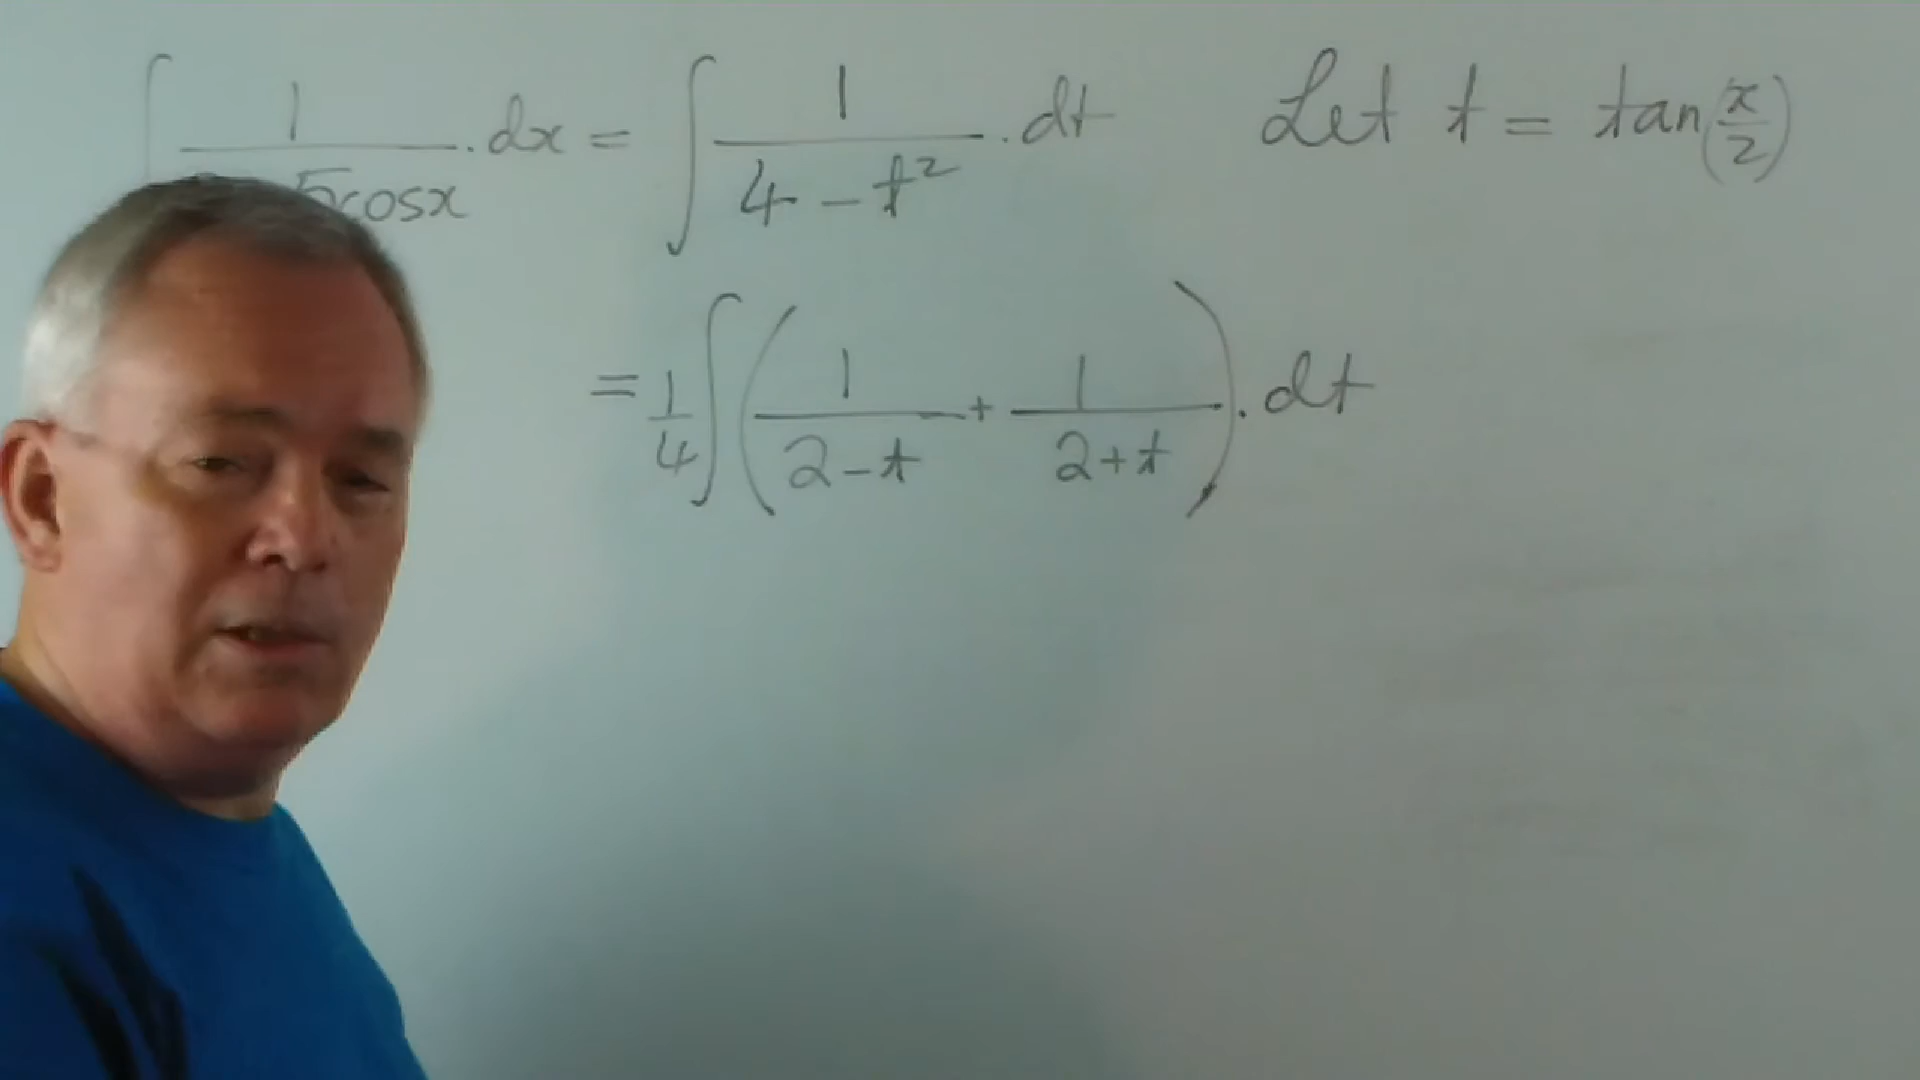 ∫ 1/(5cosx) . dx = ∫ 1/(4 - t²) . dt Let t = tan(x/2)
= 1/4 ∫ ( 1/(2-t) + 1/(2+t) ) . dt